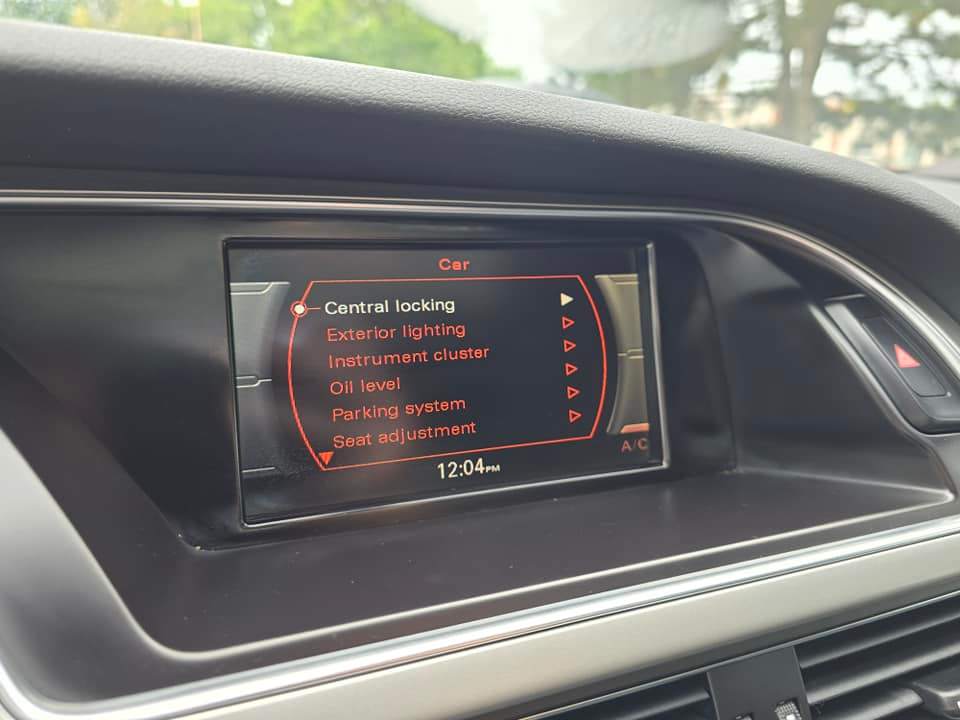 Car
Central locking
Exterior lighting
Instrument cluster
Oil level
Parking system
Seat adjustment
A/C
12:04PM